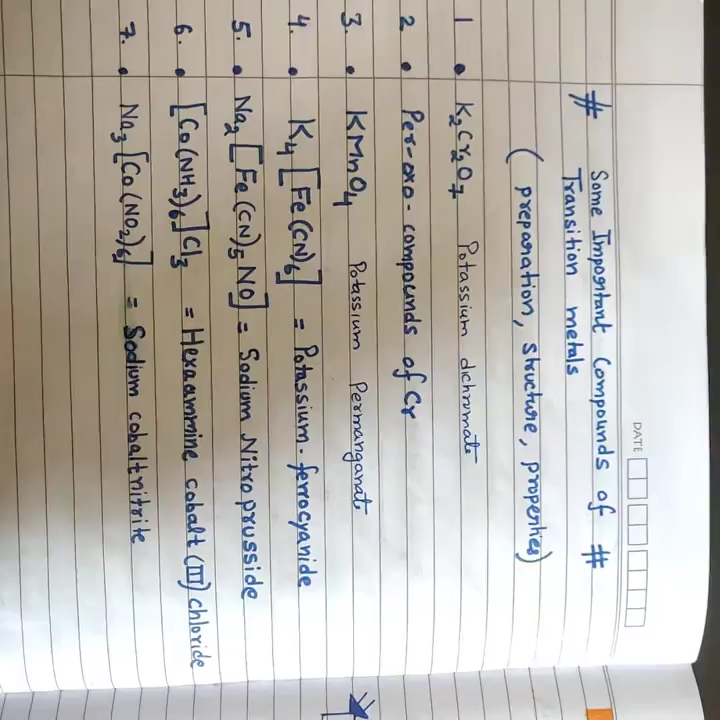 DATE
# Some Important Compounds of #
Transition metals
(preparation, structure, properties)
1 • K₂Cr₂O₇ Potassium dichromate
2 • Per-oxo-compounds of Cr
3. • KMnO₄ Potassium Permanganate
4. • K₄[Fe(CN)₆] = Potassium-ferrocyanide
5. • Na₂[Fe(CN)₅NO] = Sodium Nitroprusside
6. • [Co(NH3)₆]Cl₃ = Hexaammine cobalt (III) chloride
7. • Na₃[Co(NO₂)₆] = Sodium cobaltnitrite